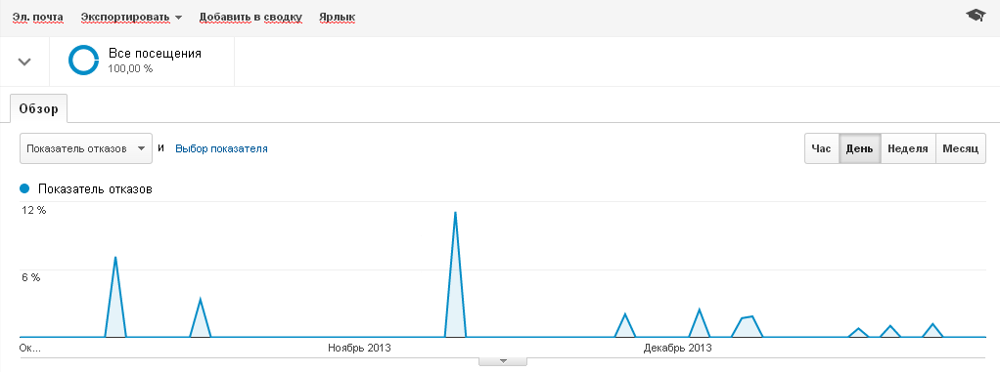 Эл. почта Экспортировать Добавить в сводку Ярлык
Все посещения
100,00 %
Обзор
Показатель отказов и Выбор показателя Час День Неделя Месяц
Показатель отказов
12 %
6 %
Ок... Ноябрь 2013 Декабрь 2013